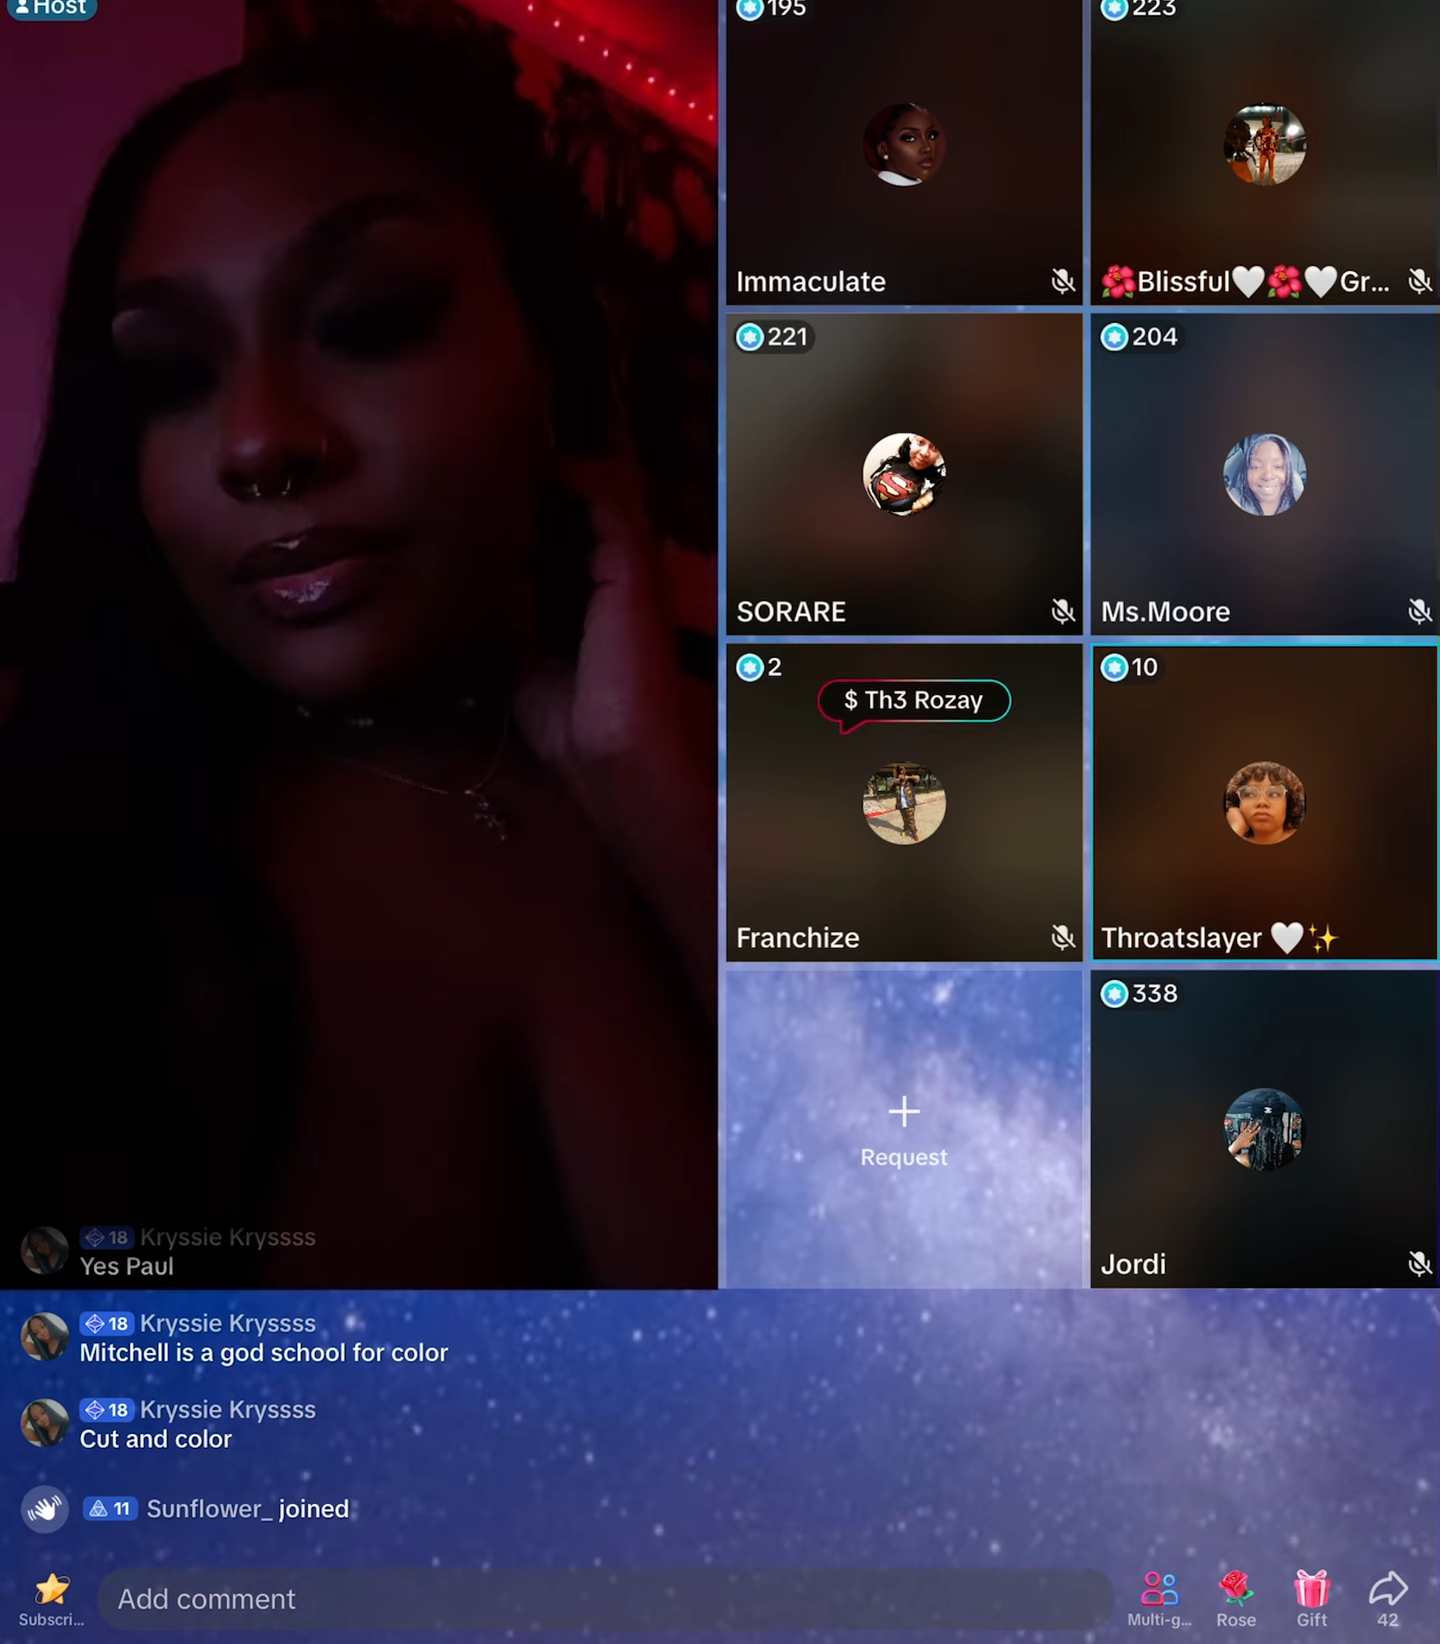 Host
195
223
Immaculate
🌺Blissful🤍🌺🤍Gr...
221
204
SORARE
Ms.Moore
2
$ Th3 Rozay
10
Franchize
Throatslayer 🤍✨
338
Request
Jordi
18 Kryssie Kryssss
Yes Paul
18 Kryssie Kryssss
Mitchell is a god school for color
18 Kryssie Kryssss
Cut and color
11 Sunflower_ joined
Subscri...
Add comment
Multi-g...
Rose
Gift
42